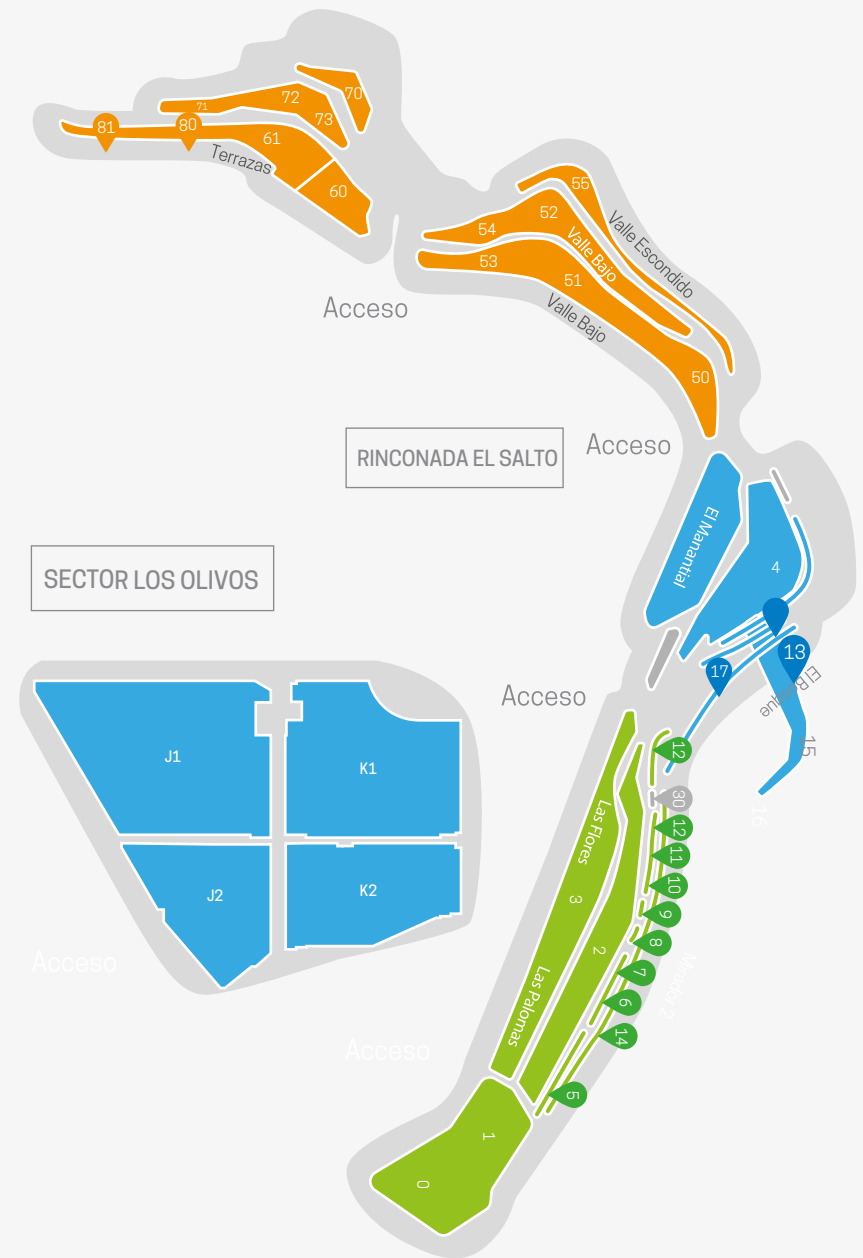 70
72
71
73
81
80
61
Terrazas
60
55
52
54
Valle Escondido
Valle Bajo
53
51
Valle Bajo
50
Acceso
Acceso
RINCONADA EL SALTO
El Manantial
4
SECTOR LOS OLIVOS
13
17
El Bosque
15
16
Acceso
12
30
12
11
10
9
8
7
6
14
5
Mirador 2
Las Flores
3
2
Las Palomas
1
0
J1
K1
J2
K2
Acceso
Acceso